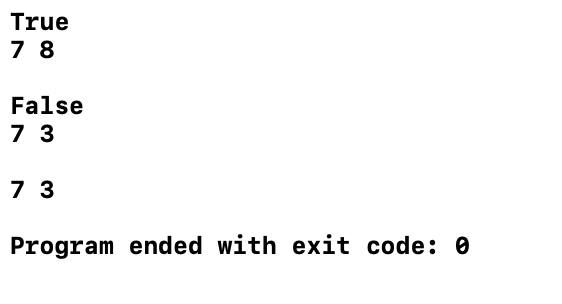 True
7 8
False
7 3
7 3
Program ended with exit code: 0